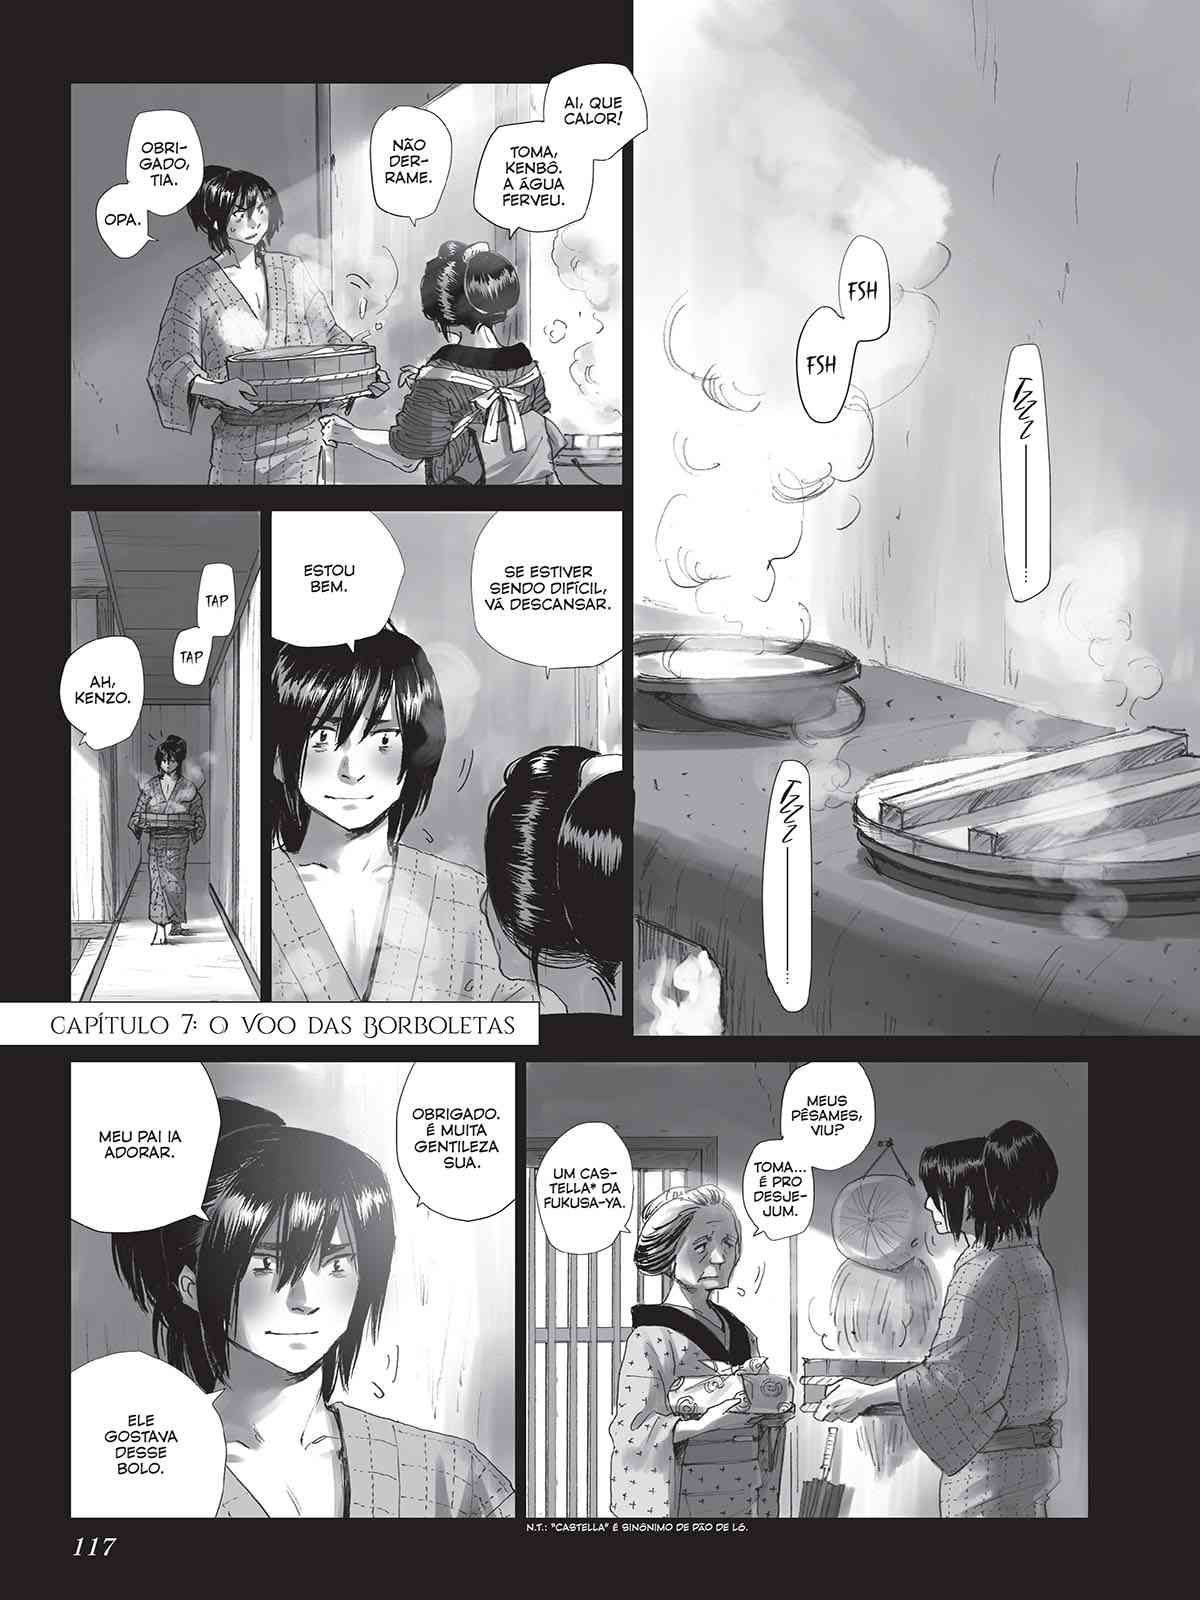 FSH
FSH
AI, QUE
CALOR!
TOMA,
KENBÔ.
A ÁGUA
FERVEU.
NÃO
DER-
RAME.
OBRI-
GADO,
TIA.
OPA.
SE ESTIVER
SENDO DIFÍCIL,
VÁ DESCANSAR.
ESTOU
BEM.
TAP
TAP
AH,
KENZO.
CAPÍTULO 7: O VOO DAS BORBOLETAS
MEUS
PÊSAMES,
VIU?
TOMA...
É PRO
DESJE-
JUM.
UM CAS-
TELLA* DA
FUKUSA-YA.
N.T.: "CASTELLA" É SINÔNIMO DE PÃO DE LÓ.
OBRIGADO.
É MUITA
GENTILEZA
SUA.
MEU PAI IA
ADORAR.
ELE
GOSTAVA
DESSE
BOLO.
117